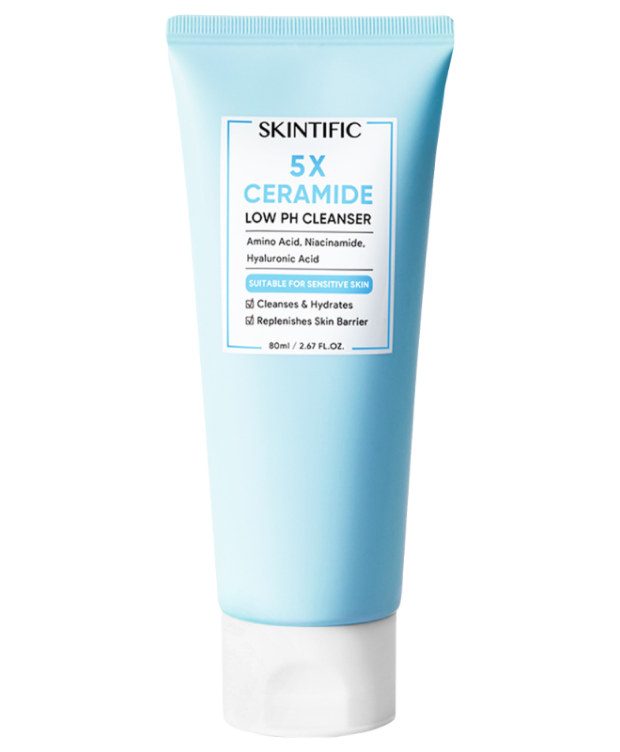 SKINTIFIC
5X
CERAMIDE
LOW PH CLEANSER
Amino Acid, Niacinamide,
Hyaluronic Acid
SUITABLE FOR SENSITIVE SKIN
☑ Cleanses & Hydrates
☑ Replenishes Skin Barrier
80ml / 2.67 FL.OZ.